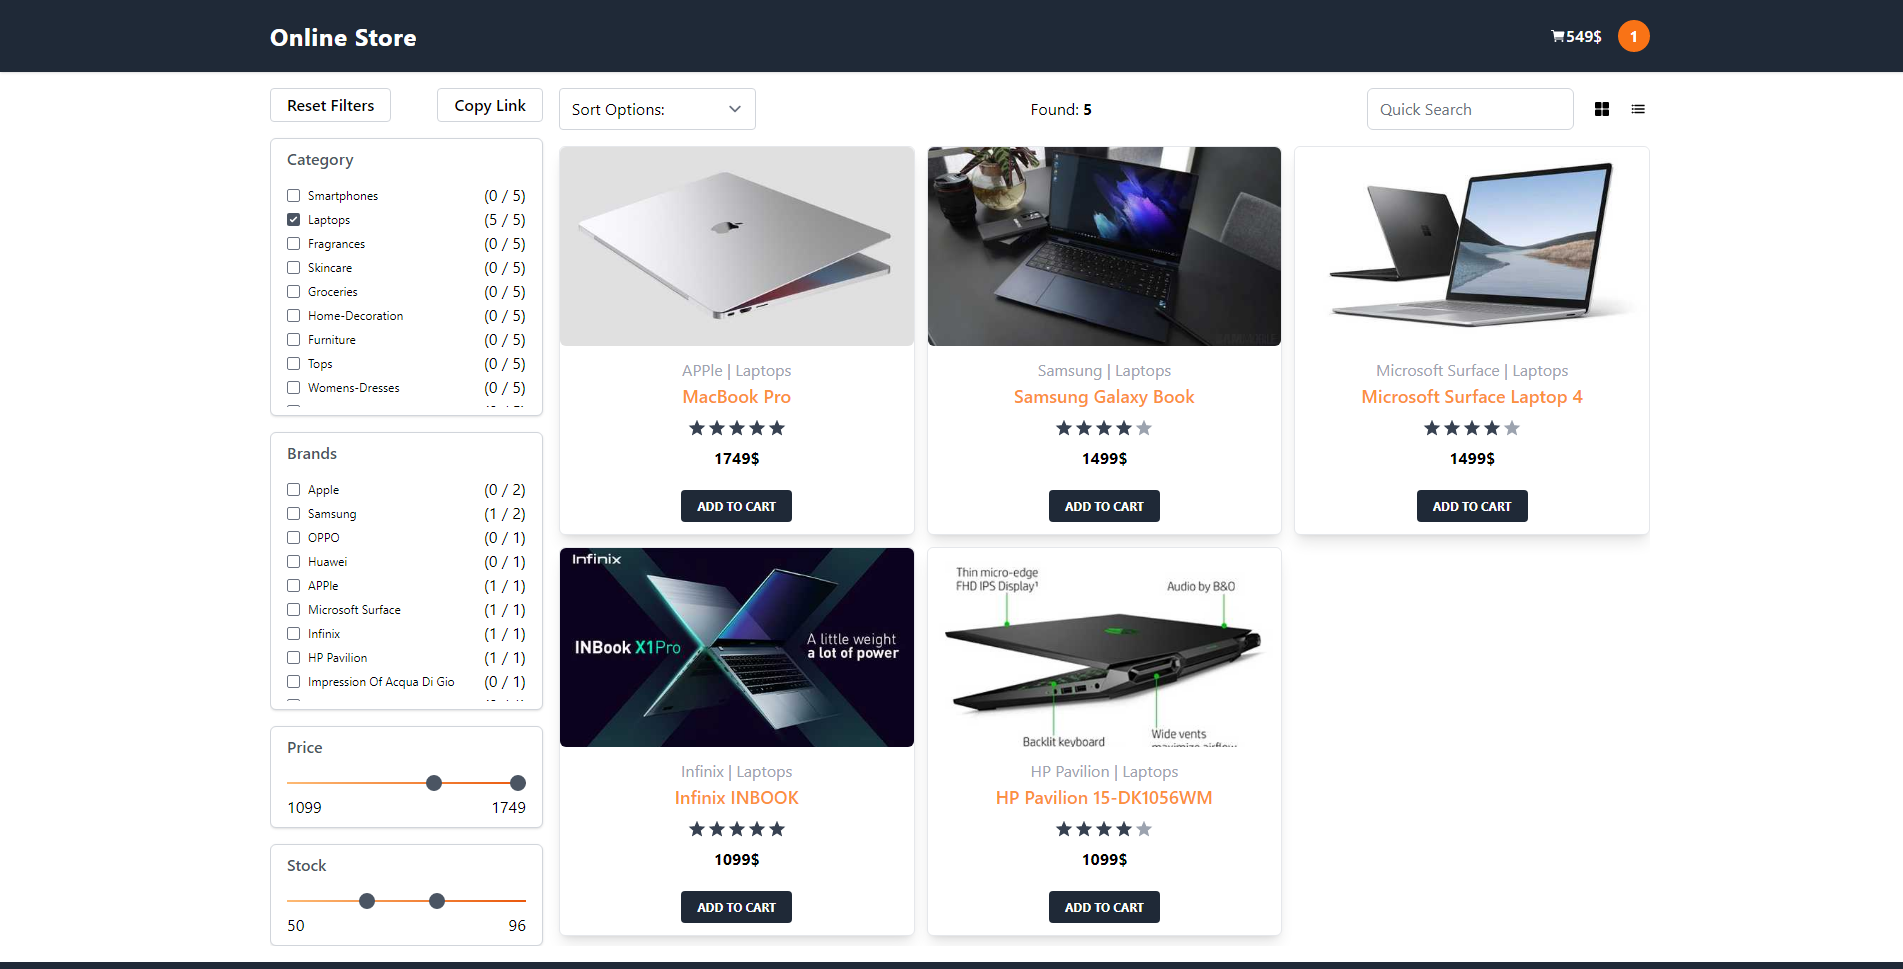 Online Store
549$ 1
Reset Filters
Copy Link
Category
Smartphones (0 / 5)
Laptops (5 / 5)
Fragrances (0 / 5)
Skincare (0 / 5)
Groceries (0 / 5)
Home-Decoration (0 / 5)
Furniture (0 / 5)
Tops (0 / 5)
Womens-Dresses (0 / 5)
Brands
Apple (0 / 2)
Samsung (1 / 2)
OPPO (0 / 1)
Huawei (0 / 1)
APPle (1 / 1)
Microsoft Surface (1 / 1)
Infinix (1 / 1)
HP Pavilion (1 / 1)
Impression Of Acqua Di Gio (0 / 1)
Price
1099 1749
Stock
50 96
Sort Options:
Found: 5
Quick Search
APPle | Laptops
MacBook Pro
1749$
ADD TO CART
Samsung | Laptops
Samsung Galaxy Book
1499$
ADD TO CART
Microsoft Surface | Laptops
Microsoft Surface Laptop 4
1499$
ADD TO CART
Infinix
INBook X1Pro
A little weight
a lot of power
Infinix | Laptops
Infinix INBOOK
1099$
ADD TO CART
Thin micro-edge
FHD IPS Display¹
Audio by B&O
Backlit keyboard
Wide vents
maximize airflow
HP Pavilion | Laptops
HP Pavilion 15-DK1056WM
1099$
ADD TO CART